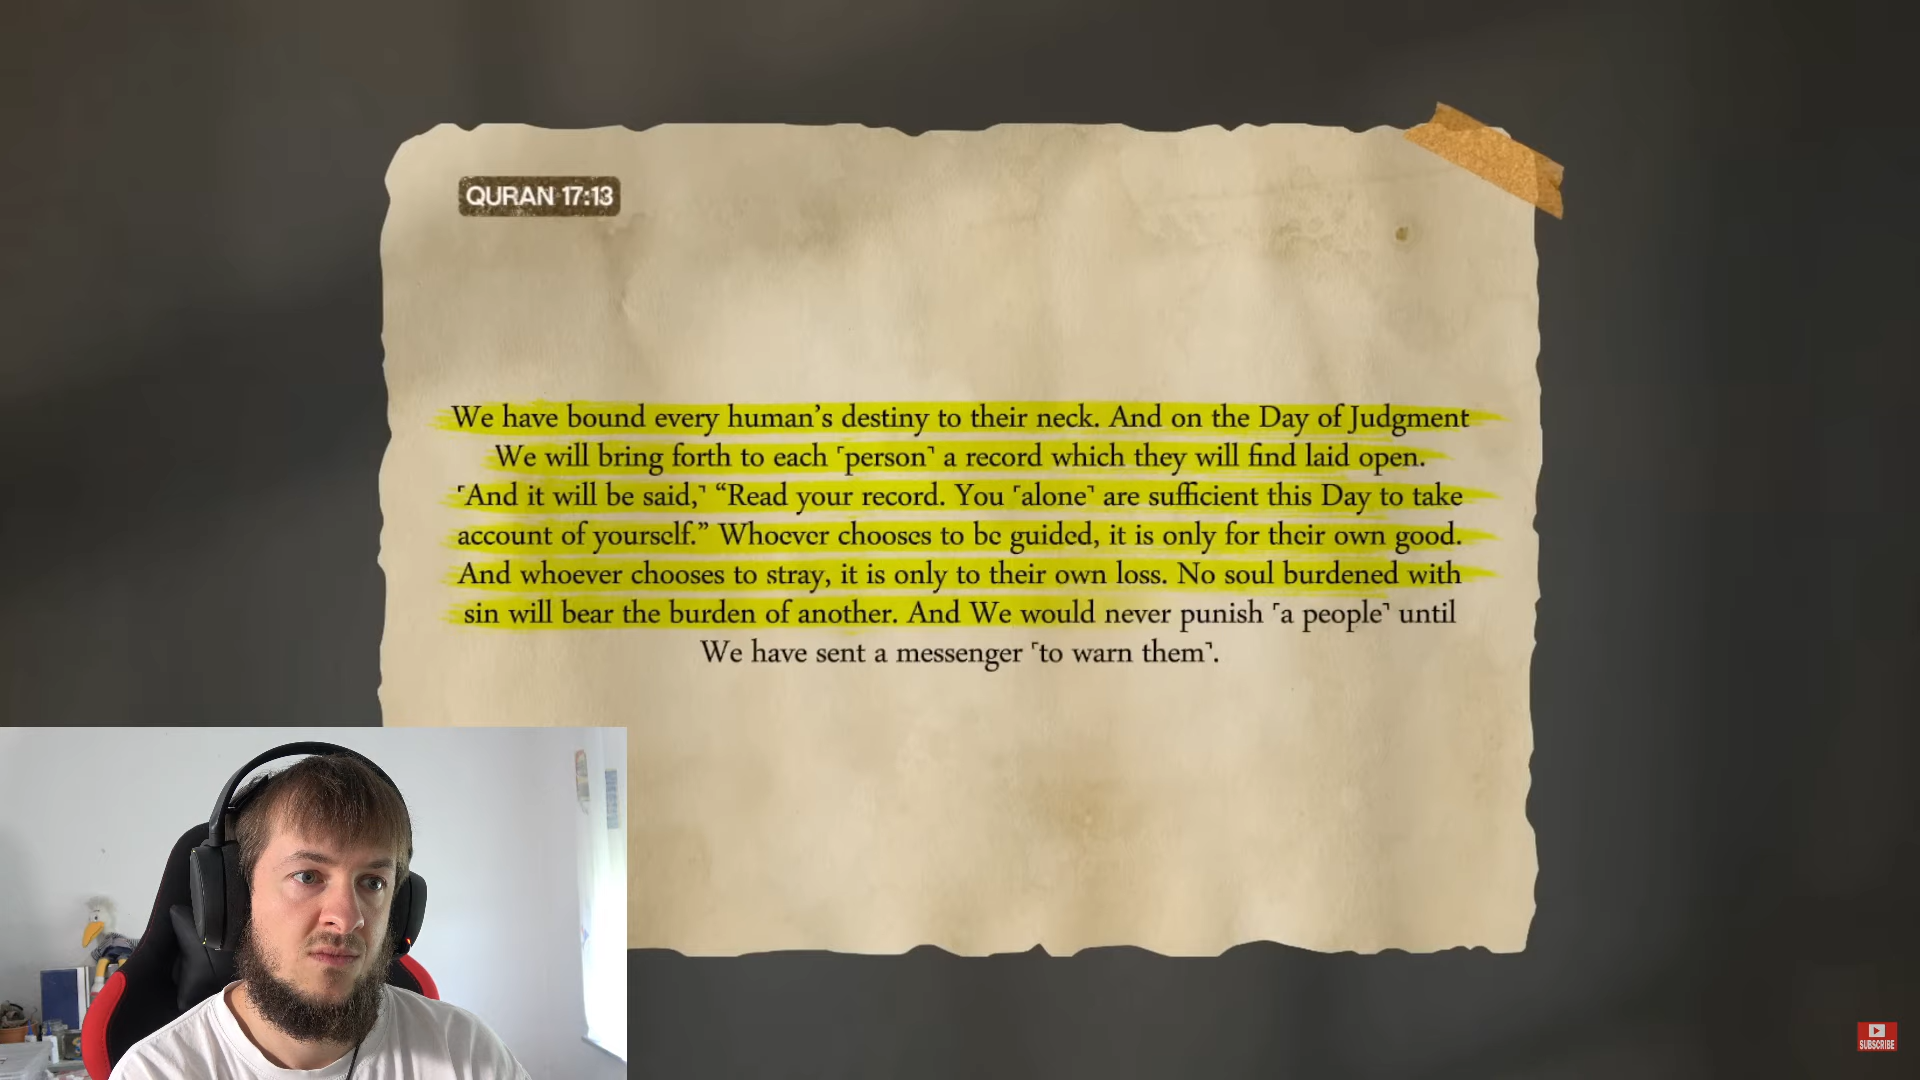 QURAN 17:13
We have bound every human’s destiny to their neck. And on the Day of Judgment
We will bring forth to each ˹person˺ a record which they will find laid open.
˹And it will be said,˺ “Read your record. You ˹alone˺ are sufficient this Day to take
account of yourself.” Whoever chooses to be guided, it is only for their own good.
And whoever chooses to stray, it is only to their own loss. No soul burdened with
sin will bear the burden of another. And We would never punish ˹a people˺ until
We have sent a messenger ˹to warn them˺.
SUBSCRIBE